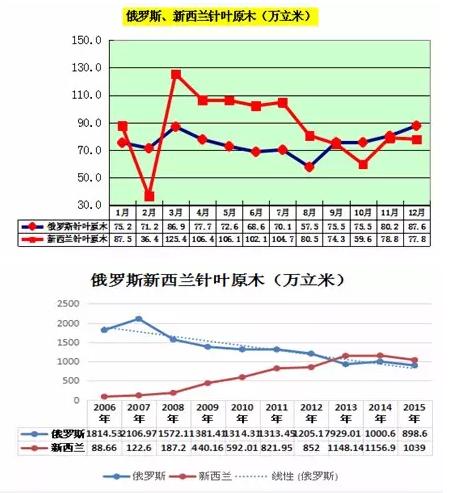 俄罗斯、新西兰针叶原木（万立米）
150.0
130.0
110.0
90.0
70.0
50.0
30.0
1月 2月 3月 4月 5月 6月 7月 8月 9月 10月 11月 12月
俄罗斯针叶原木 75.2 71.2 86.9 77.7 72.6 68.6 70.1 57.5 75.5 75.5 80.2 87.6
新西兰针叶原木 87.5 36.4 125.4 106.4 106.1 102.1 104.7 80.5 74.3 59.6 78.8 77.8
俄罗斯新西兰针叶原木（万立米）
2500
2000
1500
1000
500
0
2006年 2007年 2008年 2009年 2010年 2011年 2012年 2013年 2014年 2015年
俄罗斯 1814.53 2106.97 1572.11 1381.41 1314.31 1313.45 1205.17 929.01 1000.6 898.6
新西兰 88.66 122.6 187.2 440.16 592.01 821.95 852 1148.14 1156.9 1039
俄罗斯 新西兰 线性 (俄罗斯)